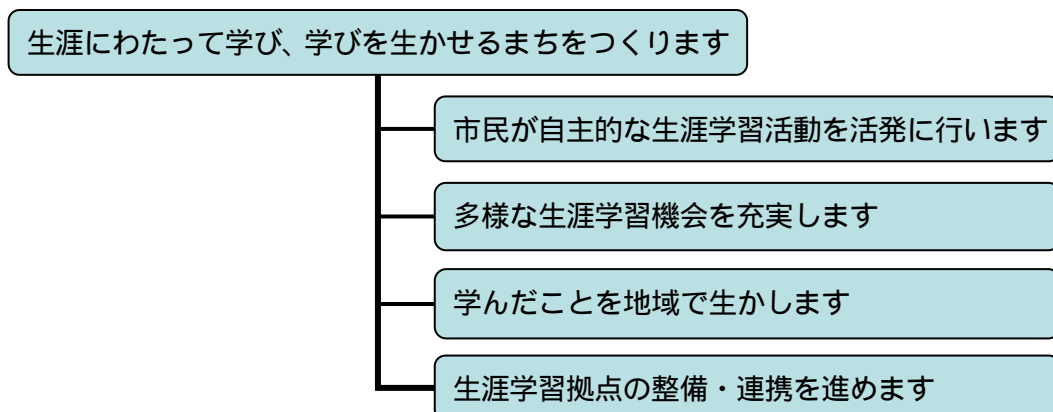 生涯にわたって学び、学びを生かせるまちをつくります
市民が自主的な生涯学習活動を活発に行います
多様な生涯学習機会を充実します
学んだことを地域で生かします
生涯学習拠点の整備・連携を進めます